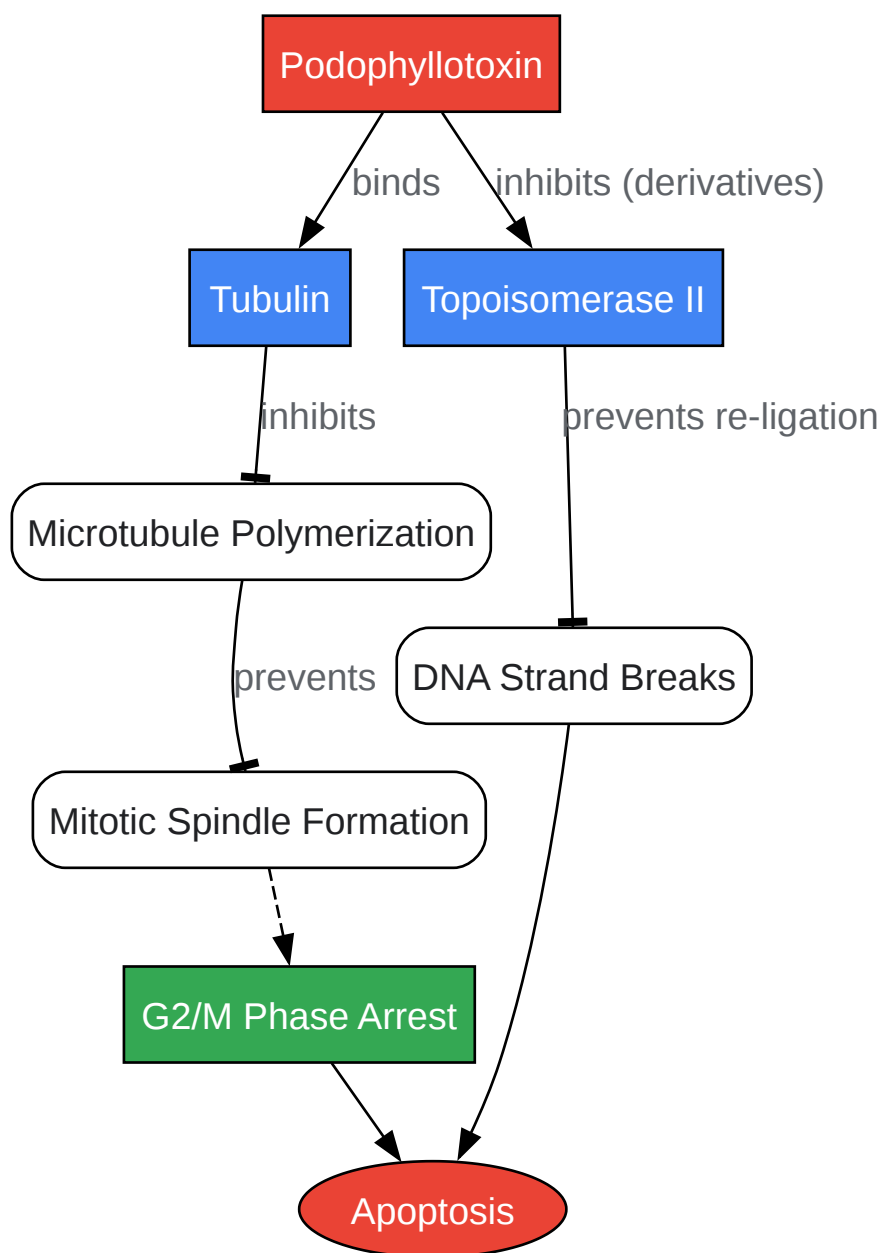 Podophyllotoxin
binds
inhibits (derivatives)
Tubulin
Topoisomerase II
inhibits
prevents re-ligation
Microtubule Polymerization
prevents
DNA Strand Breaks
Mitotic Spindle Formation
G2/M Phase Arrest
Apoptosis